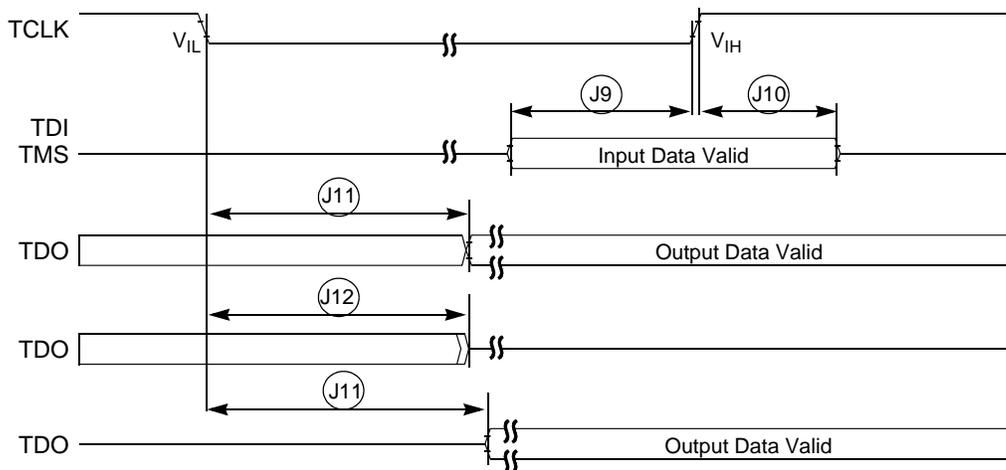 TCLK
VIL
VIH
J9
J10
TDI
TMS
Input Data Valid
J11
TDO
Output Data Valid
J12
TDO
J11
TDO
Output Data Valid